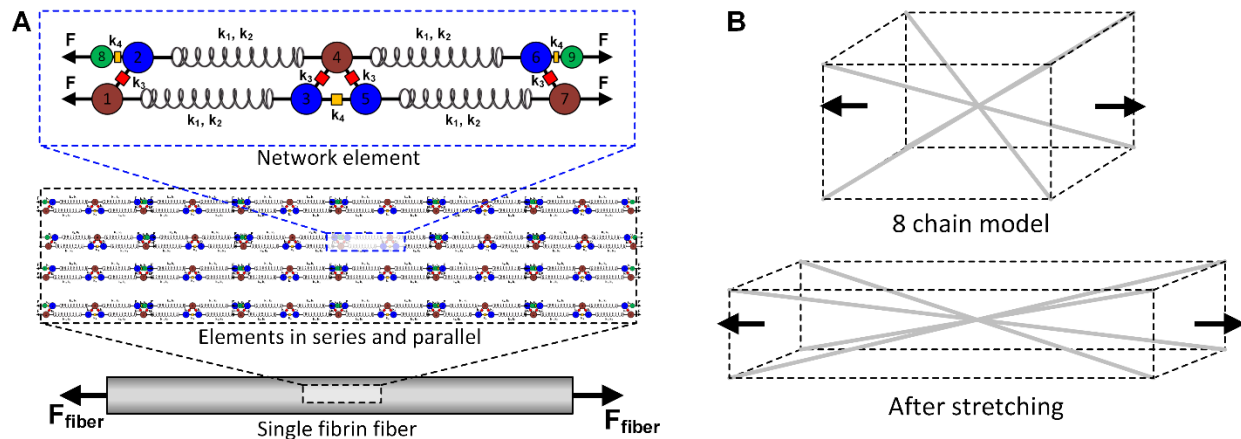 A
B
F
k4
k1, k2
k1, k2
k4
F
8
2
4
6
9
k3
k3
k3
k3
F
1
3
5
7
F
k1, k2
k4
k1, k2
Network element
8 chain model
Elements in series and parallel
Ffiber
Ffiber
Single fibrin fiber
After stretching